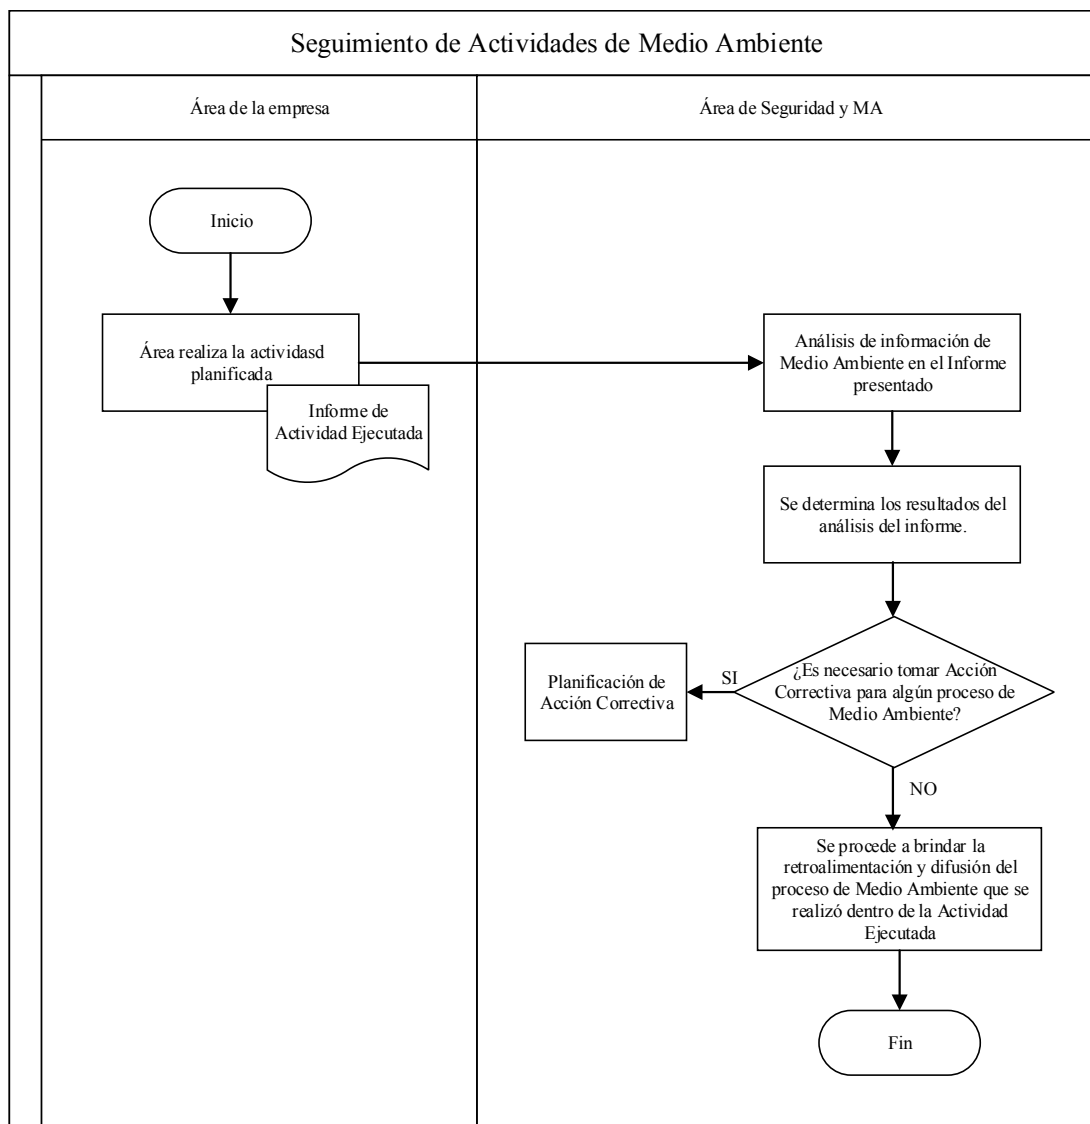 Seguimiento de Actividades de Medio Ambiente
Área de la empresa
Área de Seguridad y MA
Inicio
Área realiza la actividasd
planificada
Informe de
Actividad Ejecutada
Análisis de información de
Medio Ambiente en el Informe
presentado
Se determina los resultados del
análisis del informe.
¿Es necesario tomar Acción
Correctiva para algún proceso de
Medio Ambiente?
SI
Planificación de
Acción Correctiva
NO
Se procede a brindar la
retroalimentación y difusión del
proceso de Medio Ambiente que se
realizó dentro de la Actividad
Ejecutada
Fin